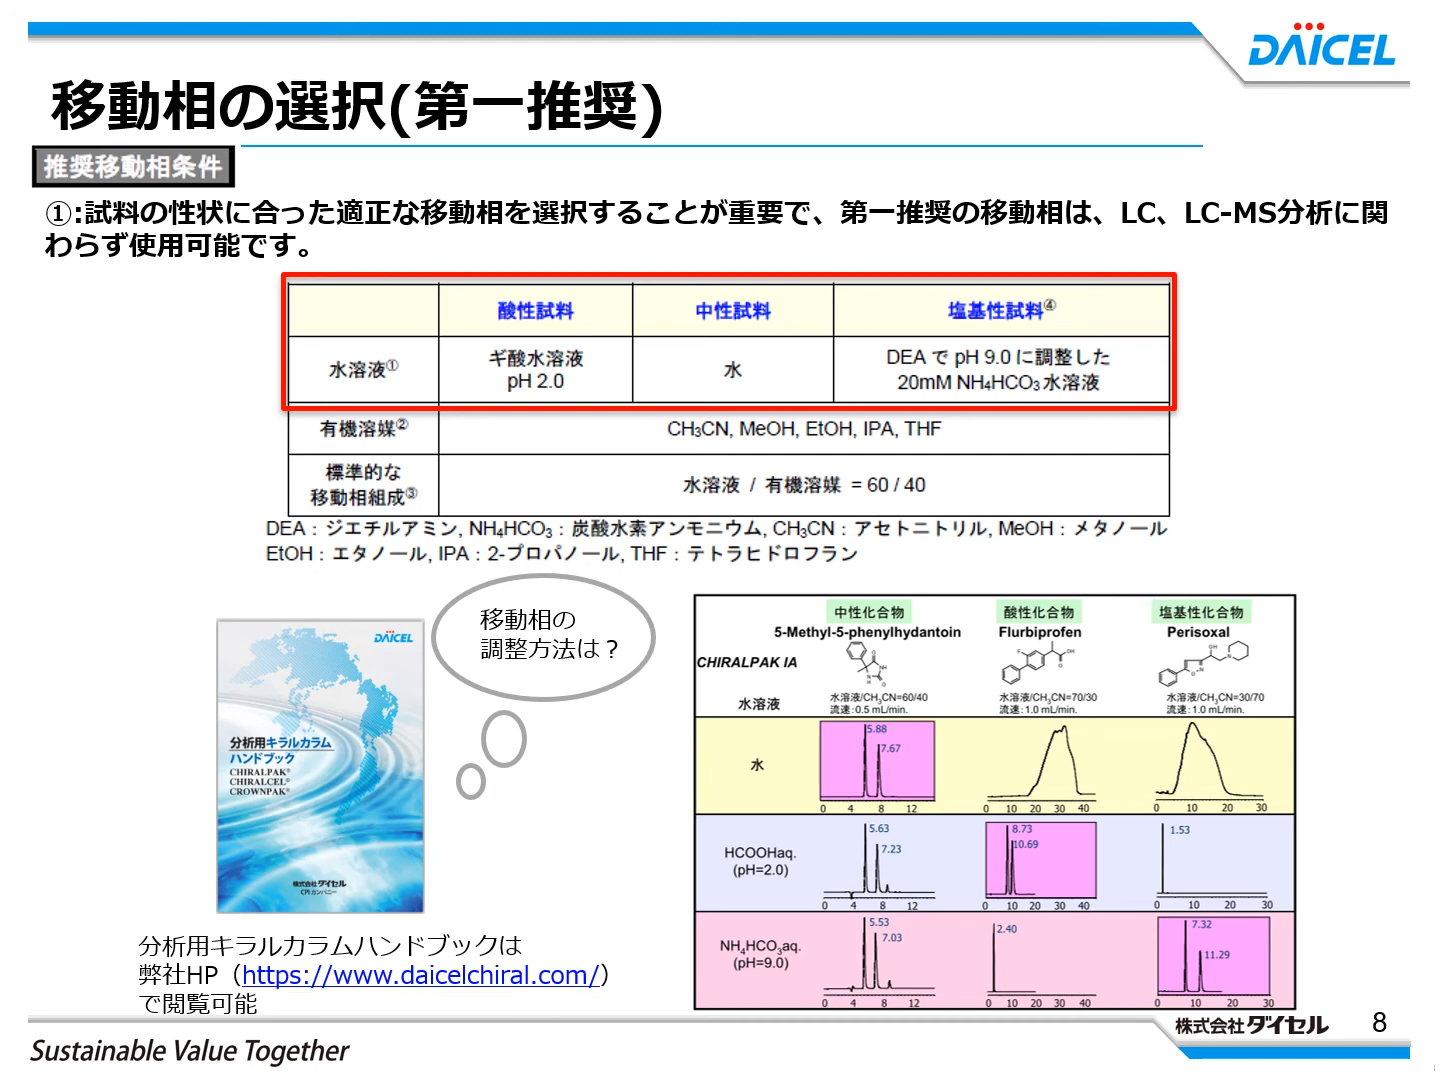 DAICEL
移動相の選択(第一推奨)
推奨移動相条件
①:試料の性状に合った適正な移動相を選択することが重要で、第一推奨の移動相は、LC、LC-MS分析に関
わらず使用可能です。
酸性試料 中性試料 塩基性試料④
水溶液① ギ酸水溶液 pH 2.0 水 DEA で pH 9.0 に調整した 20mM NH4HCO3 水溶液
有機溶媒② CH3CN, MeOH, EtOH, IPA, THF
標準的な
移動相組成③ 水溶液 / 有機溶媒 = 60 / 40
DEA：ジエチルアミン, NH4HCO3：炭酸水素アンモニウム, CH3CN：アセトニトリル, MeOH：メタノール
EtOH：エタノール, IPA：2-プロパノール, THF：テトラヒドロフラン
移動相の
調整方法は？
DAICEL
分析用キラルカラム
ハンドブック
CHIRALPAK®
CHIRALCEL®
CROWNPAK®
株式会社ダイセル
CPIカンパニー
分析用キラルカラムハンドブックは
弊社HP（https://www.daicelchiral.com/）
で閲覧可能
中性化合物 酸性化合物 塩基性化合物
5-Methyl-5-phenylhydantoin Flurbiprofen Perisoxal
CHIRALPAK IA
水溶液
水溶液/CH3CN=60/40 水溶液/CH3CN=70/30 水溶液/CH3CN=30/70
流速：0.5 mL/min. 流速：1.0 mL/min. 流速：1.0 mL/min.
水
5.88
7.67
0 4 8 12 0 10 20 30 40 0 10 20 30
HCOOHaq.
(pH=2.0)
5.63 8.73 1.53
7.23 10.69
0 4 8 12 0 10 20 30 40 0 10 20 30
NH4HCO3aq.
(pH=9.0)
5.53 2.40 7.32
7.03 11.29
0 4 8 12 0 10 20 30 40 0 10 20 30
株式会社ダイセル 8
Sustainable Value Together